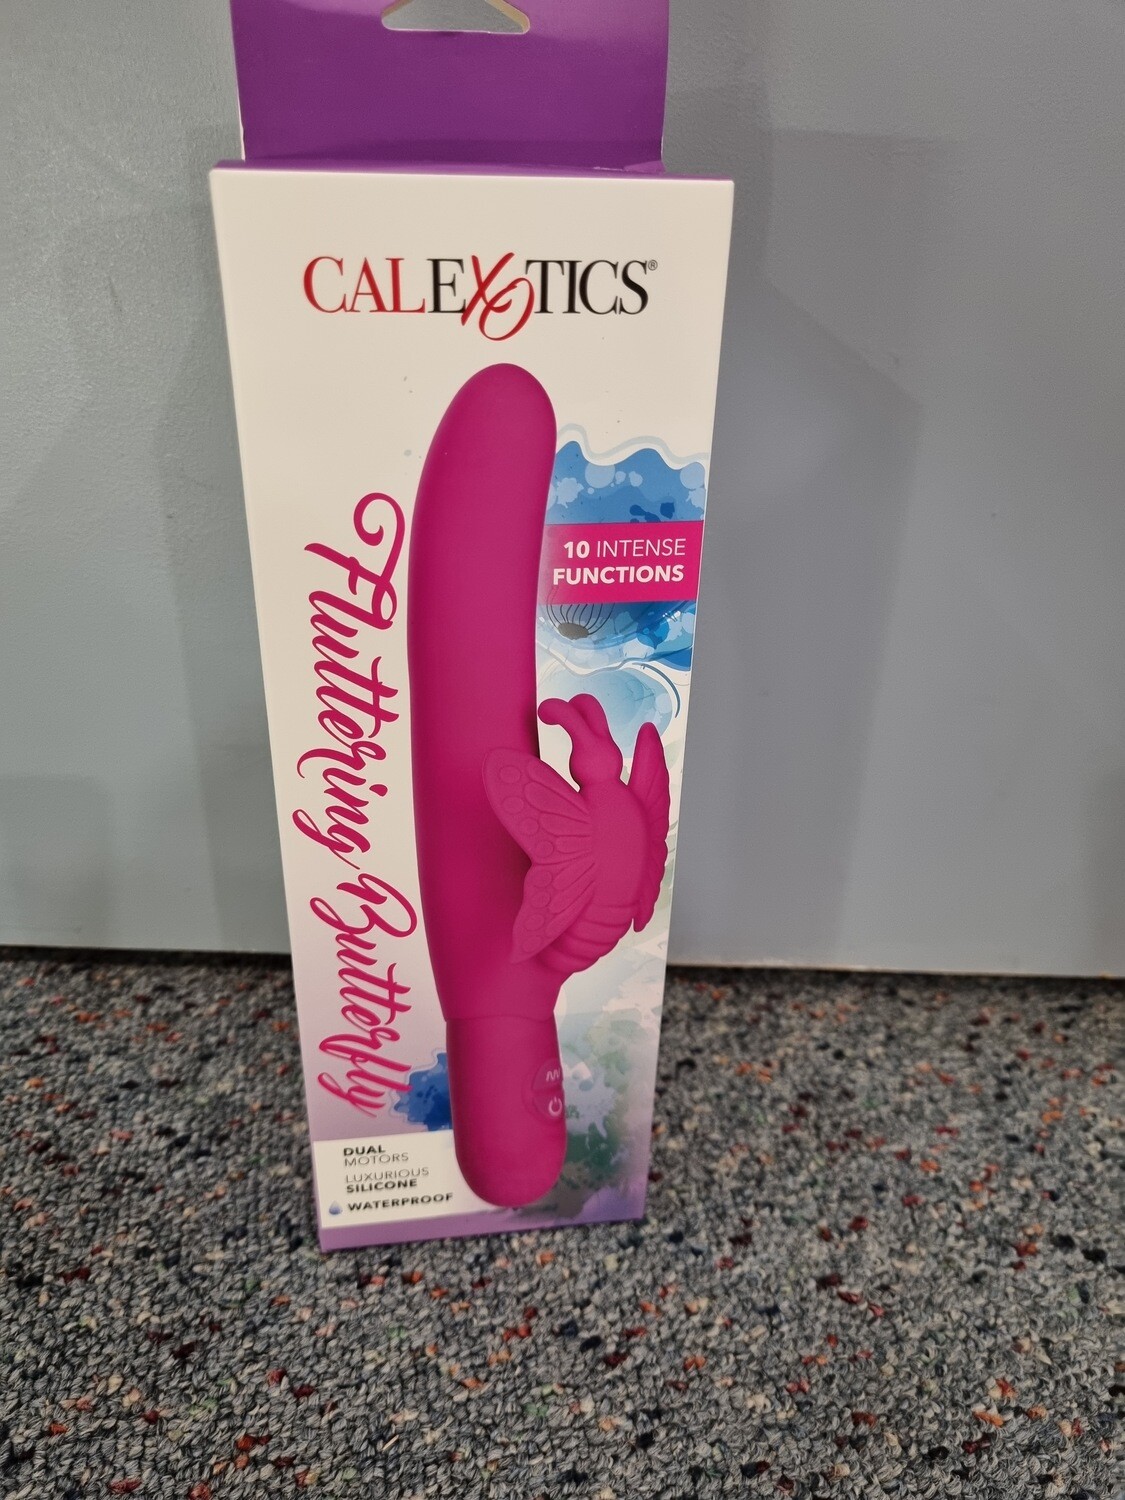 CALEXOTICS®
10 INTENSE
FUNCTIONS
Fluttering Butterfly
DUAL
MOTORS
LUXURIOUS
SILICONE
WATERPROOF